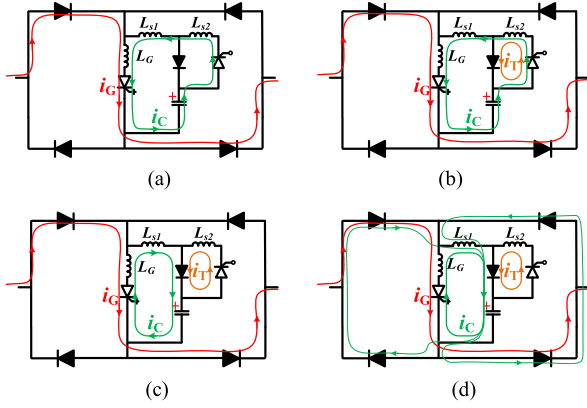 Ls1 Ls2
LG
iG
+
iC
(a)
Ls1 Ls2
LG
iT
iG
+
iC
(b)
Ls1 Ls2
LG
iT
iG
+
iC
(c)
Ls1 Ls2
LG
iT
iG
+
iC
(d)